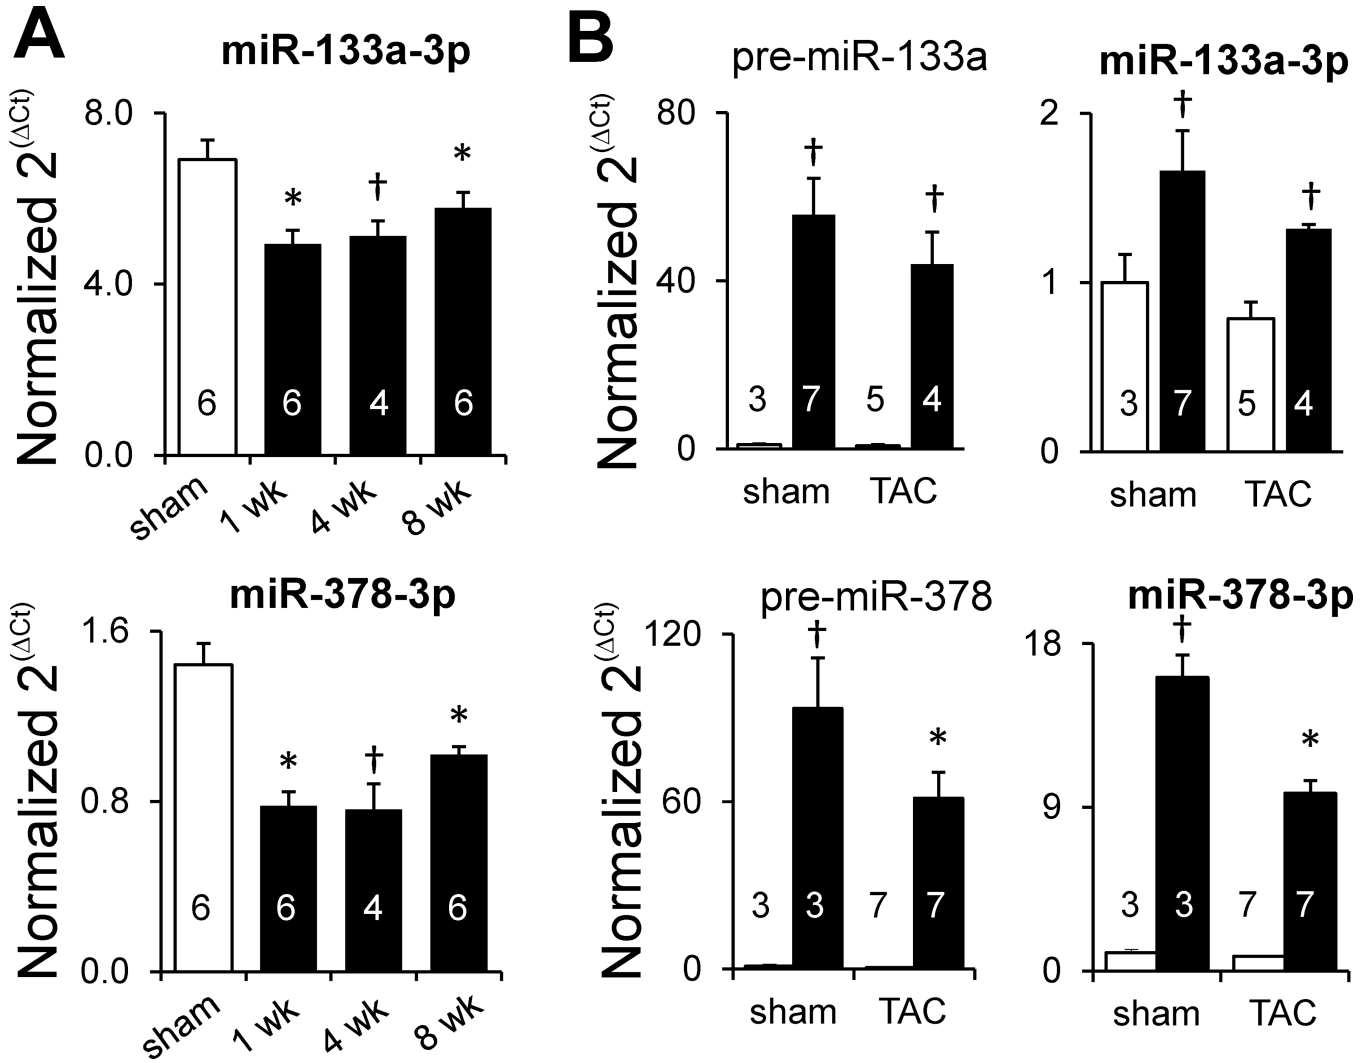 A
miR-133a-3p
Normalized 2(ΔCt)
8.0
4.0
0.0
*
†
*
6
6
4
6
sham
1 wk
4 wk
8 wk
miR-378-3p
Normalized 2(ΔCt)
1.6
0.8
0.0
*
†
*
6
6
4
6
sham
1 wk
4 wk
8 wk
B
pre-miR-133a
Normalized 2(ΔCt)
80
40
0
†
†
3
7
5
4
sham
TAC
miR-133a-3p
2
1
0
†
†
3
7
5
4
sham
TAC
pre-miR-378
Normalized 2(ΔCt)
120
60
0
†
*
3
3
7
7
sham
TAC
miR-378-3p
18
9
0
†
*
3
3
7
7
sham
TAC